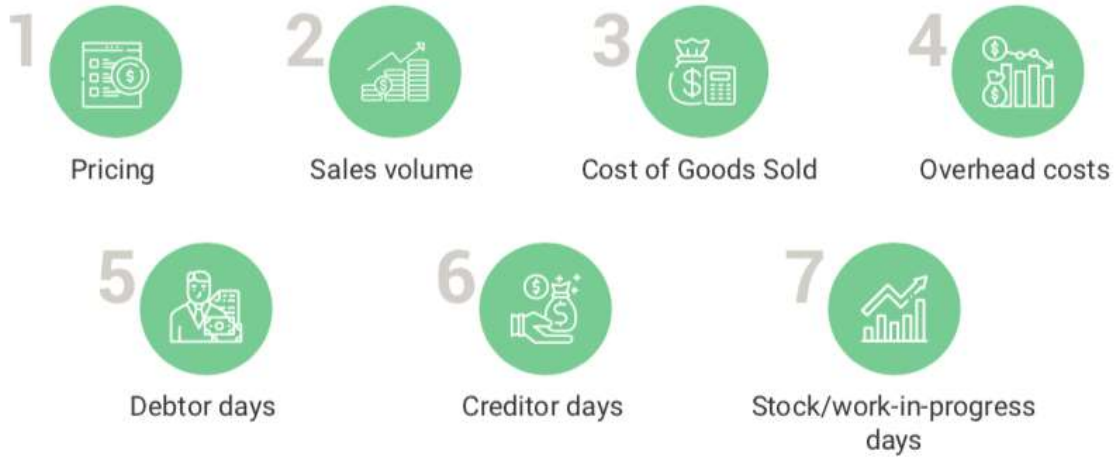 1
Pricing
2
Sales volume
3
Cost of Goods Sold
4
Overhead costs
5
Debtor days
6
Creditor days
7
Stock/work-in-progress
days